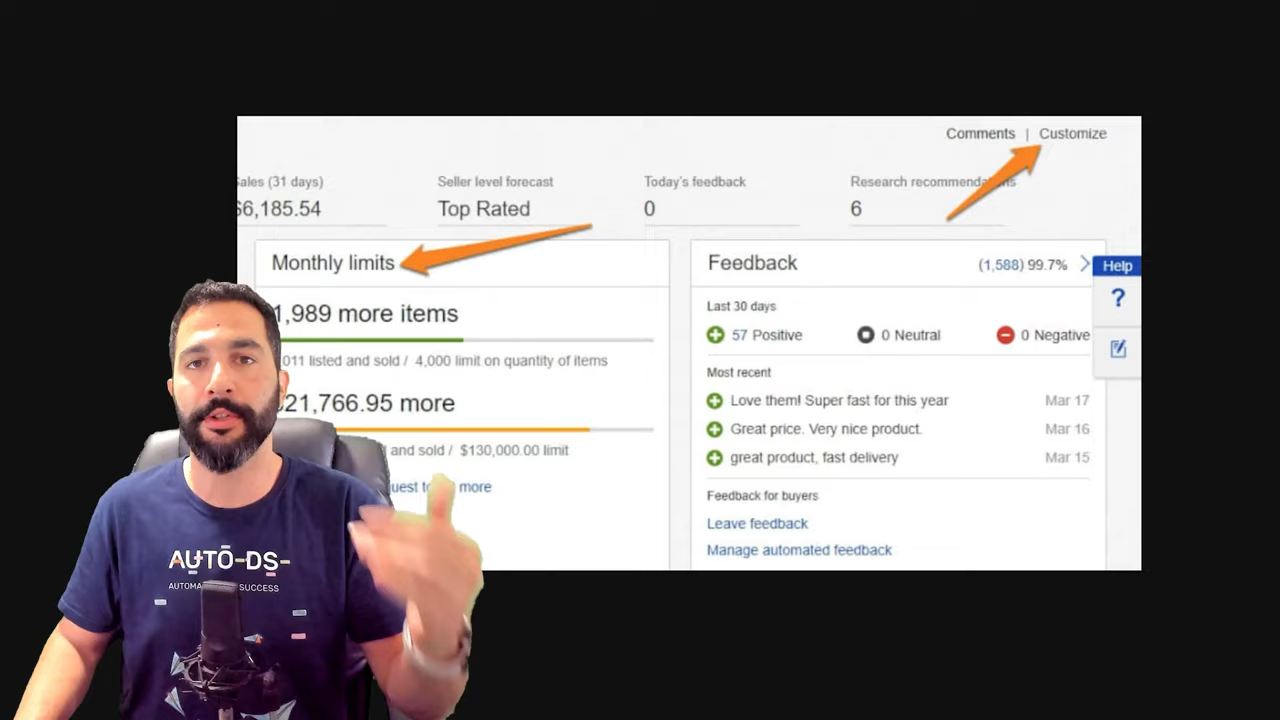 Comments | Customize
Sales (31 days)
Seller level forecast
Today's feedback
Research recommendations
$6,185.54
Top Rated
0
6
Monthly limits
1,989 more items
011 listed and sold / 4,000 limit on quantity of items
21,766.95 more
and sold / $130,000.00 limit
more
Feedback
(1,588) 99.7%
Last 30 days
57 Positive
0 Neutral
0 Negative
Most recent
Love them! Super fast for this year
Mar 17
Great price. Very nice product.
Mar 16
great product, fast delivery
Mar 15
Feedback for buyers
Leave feedback
Manage automated feedback
Help
?
AUTO-DS-
SUCCESS